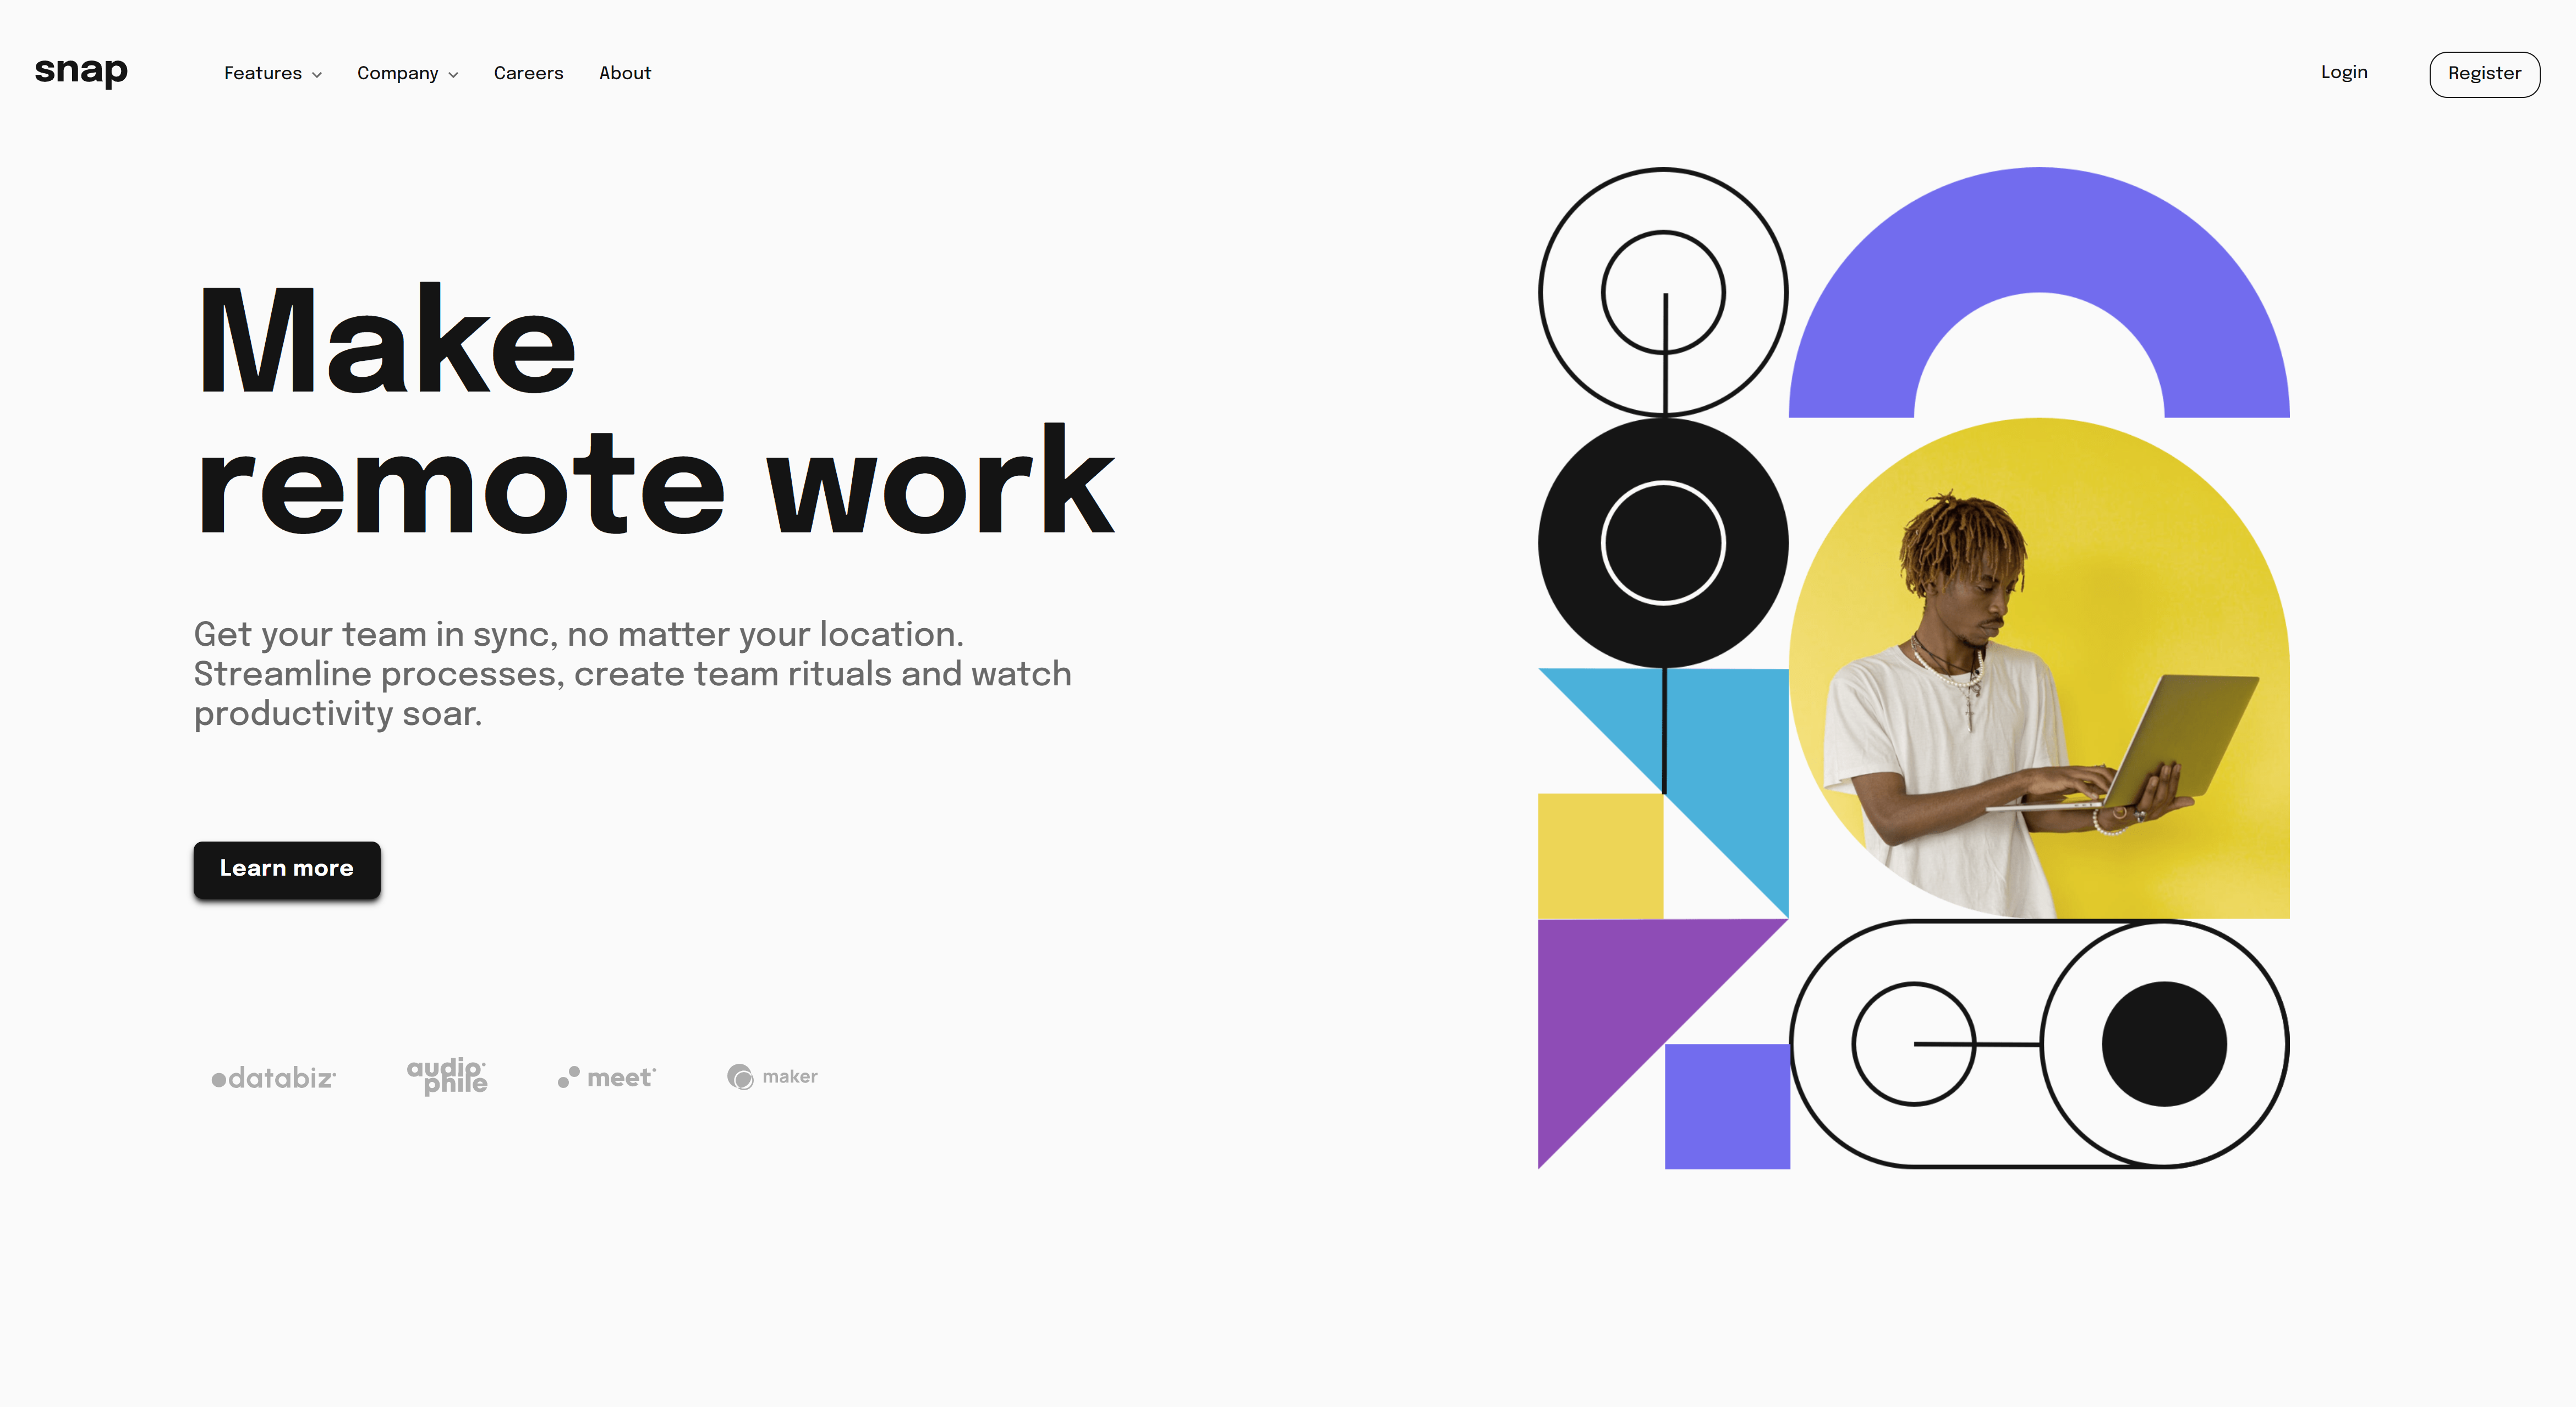 snap
Features
Company
Careers
About
Login
Register
Make
remote work
Get your team in sync, no matter your location.
Streamline processes, create team rituals and watch
productivity soar.
Learn more
databiz
audio
phile
meet
maker